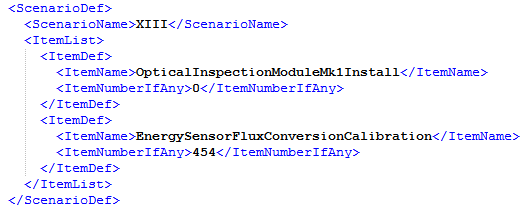 <ScenarioDef>
<ScenarioName>XIII</ScenarioName>
<ItemList>
<ItemDef>
<ItemName>OpticalInspectionModuleMk1Install</ItemName>
<ItemNumberIfAny>0</ItemNumberIfAny>
</ItemDef>
<ItemDef>
<ItemName>EnergySensorFluxConversionCalibration</ItemName>
<ItemNumberIfAny>454</ItemNumberIfAny>
</ItemDef>
</ItemList>
</ScenarioDef>